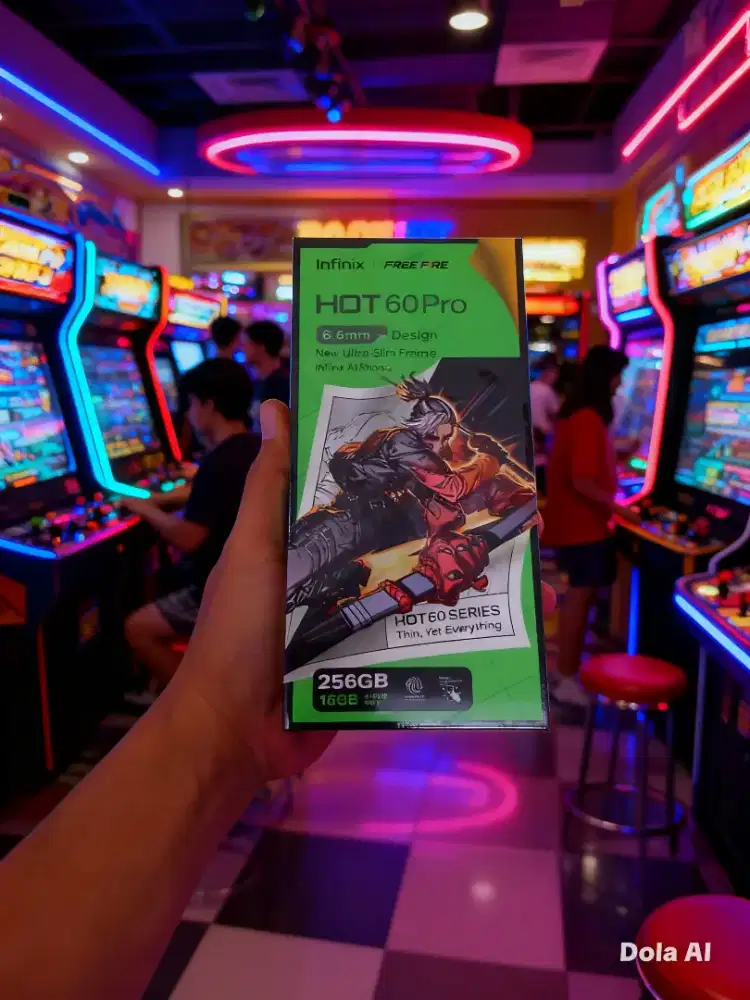 Infinix | FREE FIRE
HOT 60 Pro
6.6mm Design
New Ultra-Slim Frame
Infinix AI Phone
HOT 60 SERIES
Thin, Yet Everything
256GB
16GB
Dola AI